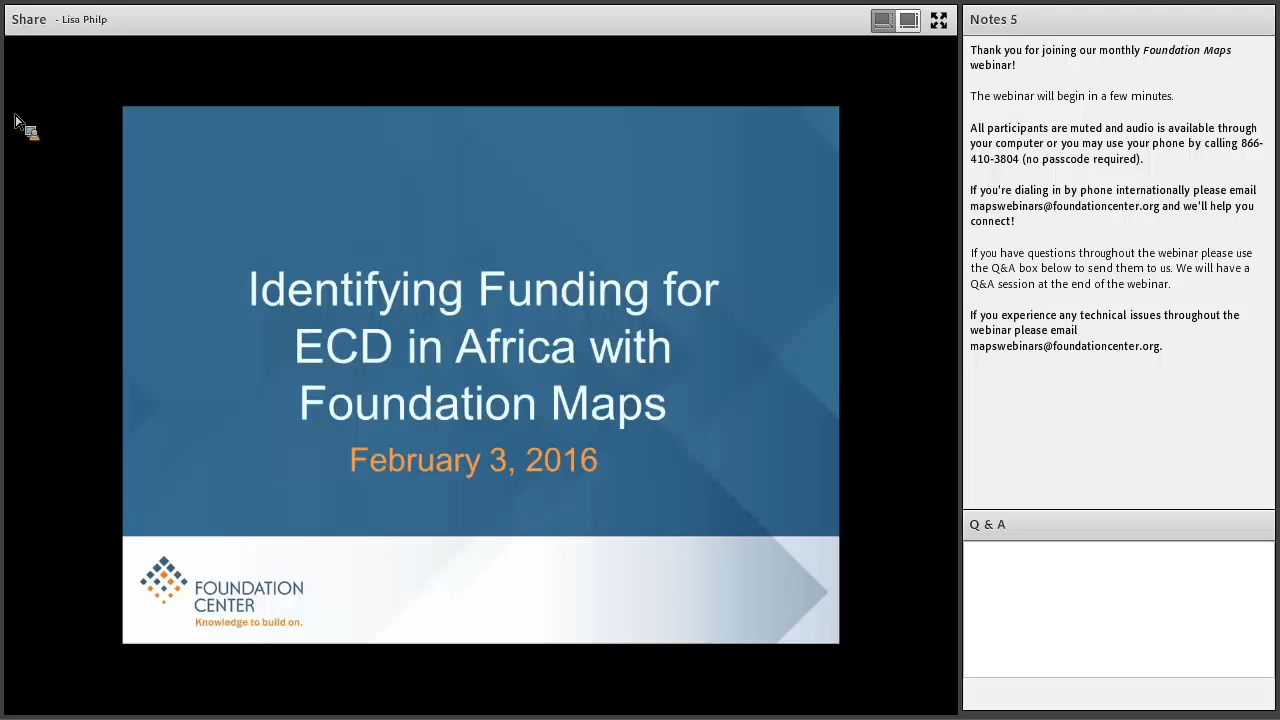 Share - Lisa Philp
Identifying Funding for
ECD in Africa with
Foundation Maps
February 3, 2016
FOUNDATION
CENTER
Knowledge to build on.
Notes 5
Thank you for joining our monthly Foundation Maps
webinar!
The webinar will begin in a few minutes.
All participants are muted and audio is available through
your computer or you may use your phone by calling 866-
410-3804 (no passcode required).
If you're dialing in by phone internationally please email
mapswebinars@foundationcenter.org and we'll help you
connect!
If you have questions throughout the webinar please use
the Q&A box below to send them to us. We will have a
Q&A session at the end of the webinar.
If you experience any technical issues throughout the
webinar please email
mapswebinars@foundationcenter.org.
Q & A